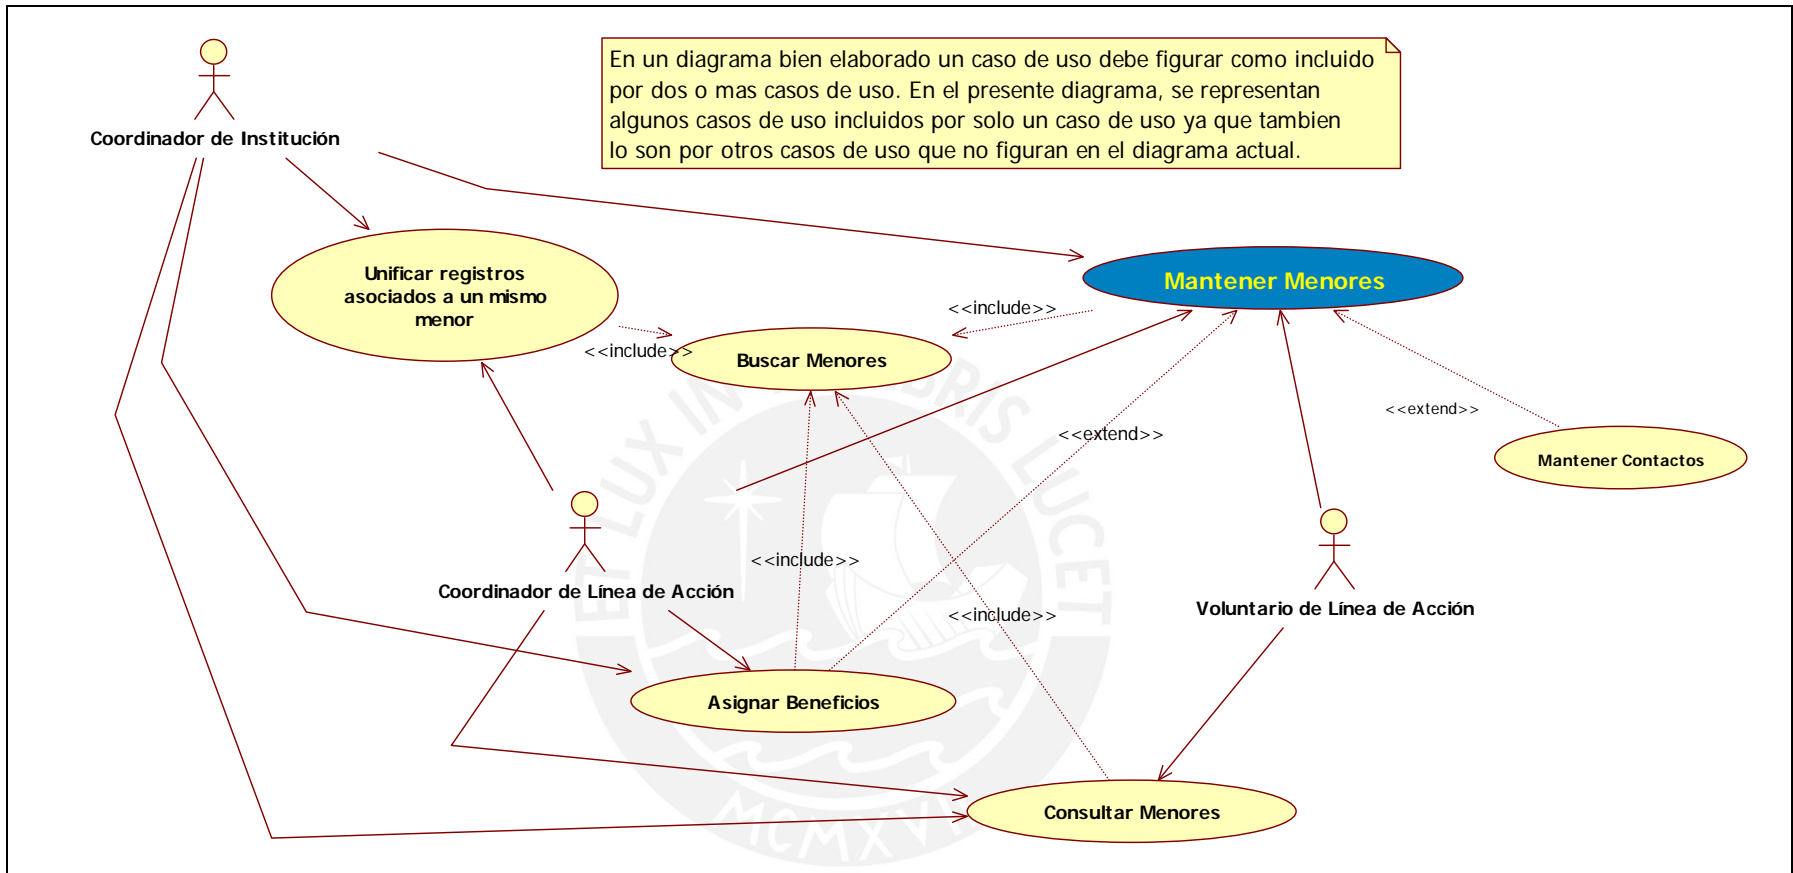 En un diagrama bien elaborado un caso de uso debe figurar como incluido
por dos o mas casos de uso. En el presente diagrama, se representan
algunos casos de uso incluidos por solo un caso de uso ya que tambien
lo son por otros casos de uso que no figuran en el diagrama actual.
Coordinador de Institución
Unificar registros
asociados a un mismo
menor
Mantener Menores
<<include>>
<<include>>
Buscar Menores
<<extend>>
<<extend>>
Mantener Contactos
<<include>>
Coordinador de Línea de Acción
<<include>>
Voluntario de Línea de Acción
Asignar Beneficios
Consultar Menores